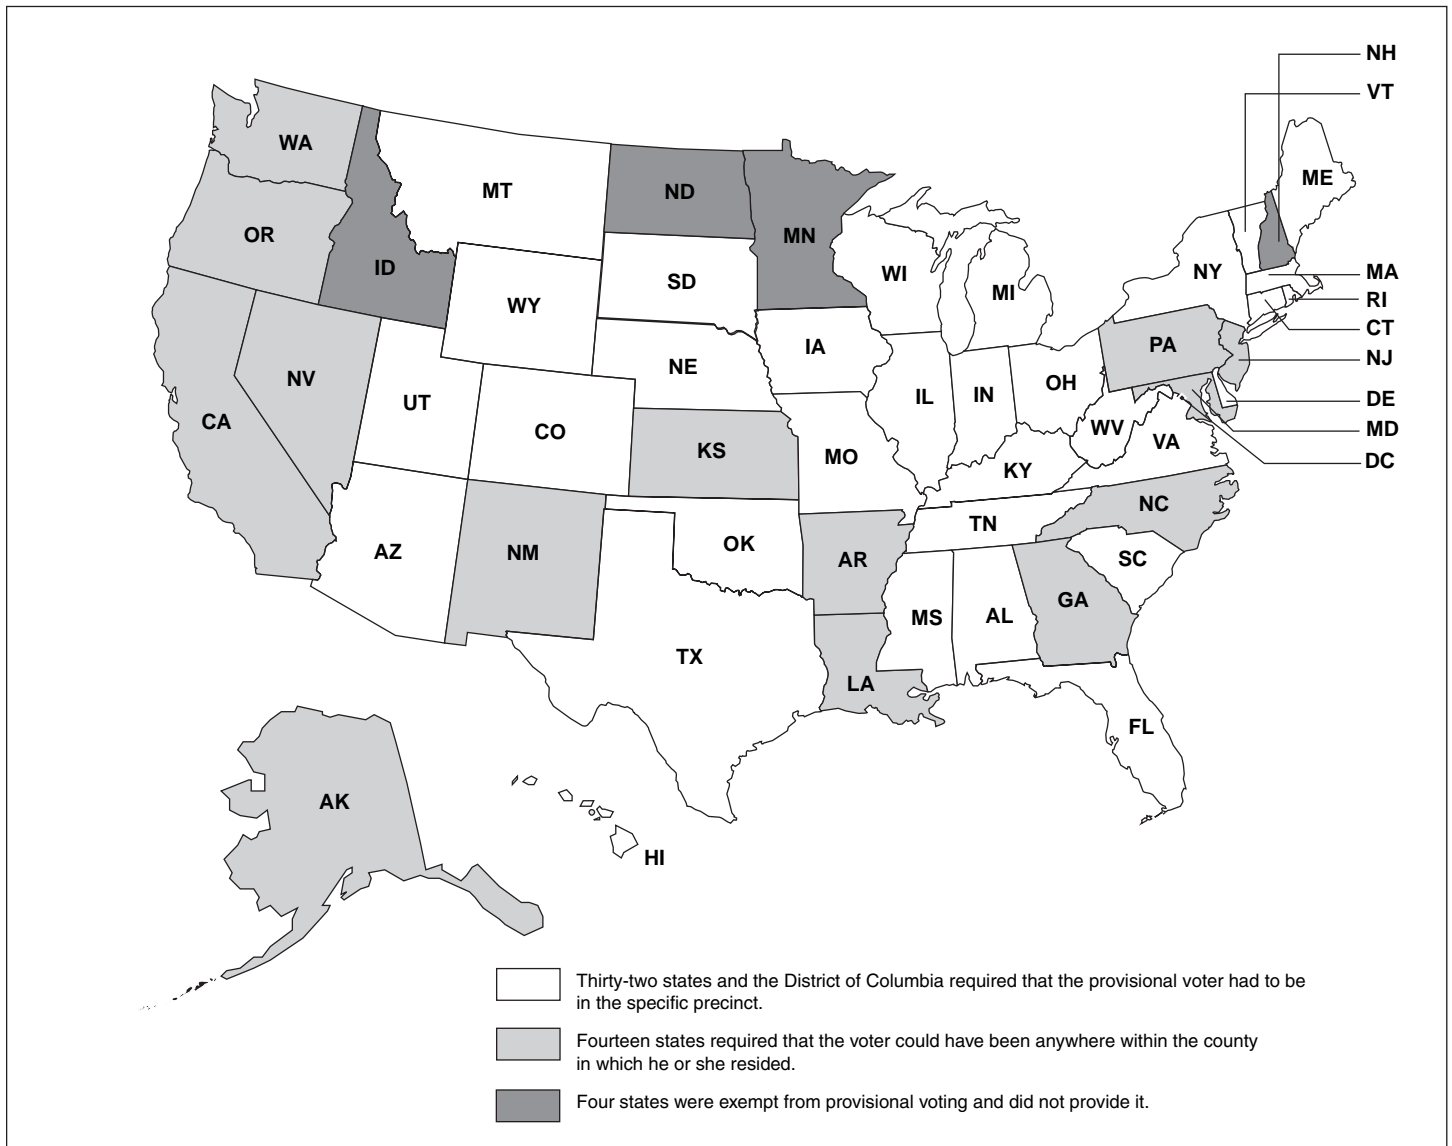 NH
VT
WA
ME
MT
ND
OR
MN
ID
NY
WI
MA
SD
MI
RI
WY
CT
IA
PA
NJ
NE
NV
OH
IN
IL
UT
DE
CA
WV
MD
CO
VA
KS
MO
DC
KY
NC
TN
OK
AZ
NM
SC
AR
GA
MS
AL
TX
LA
FL
AK
HI
Thirty-two states and the District of Columbia required that the provisional voter had to be
in the specific precinct.
Fourteen states required that the voter could have been anywhere within the county
in which he or she resided.
Four states were exempt from provisional voting and did not provide it.